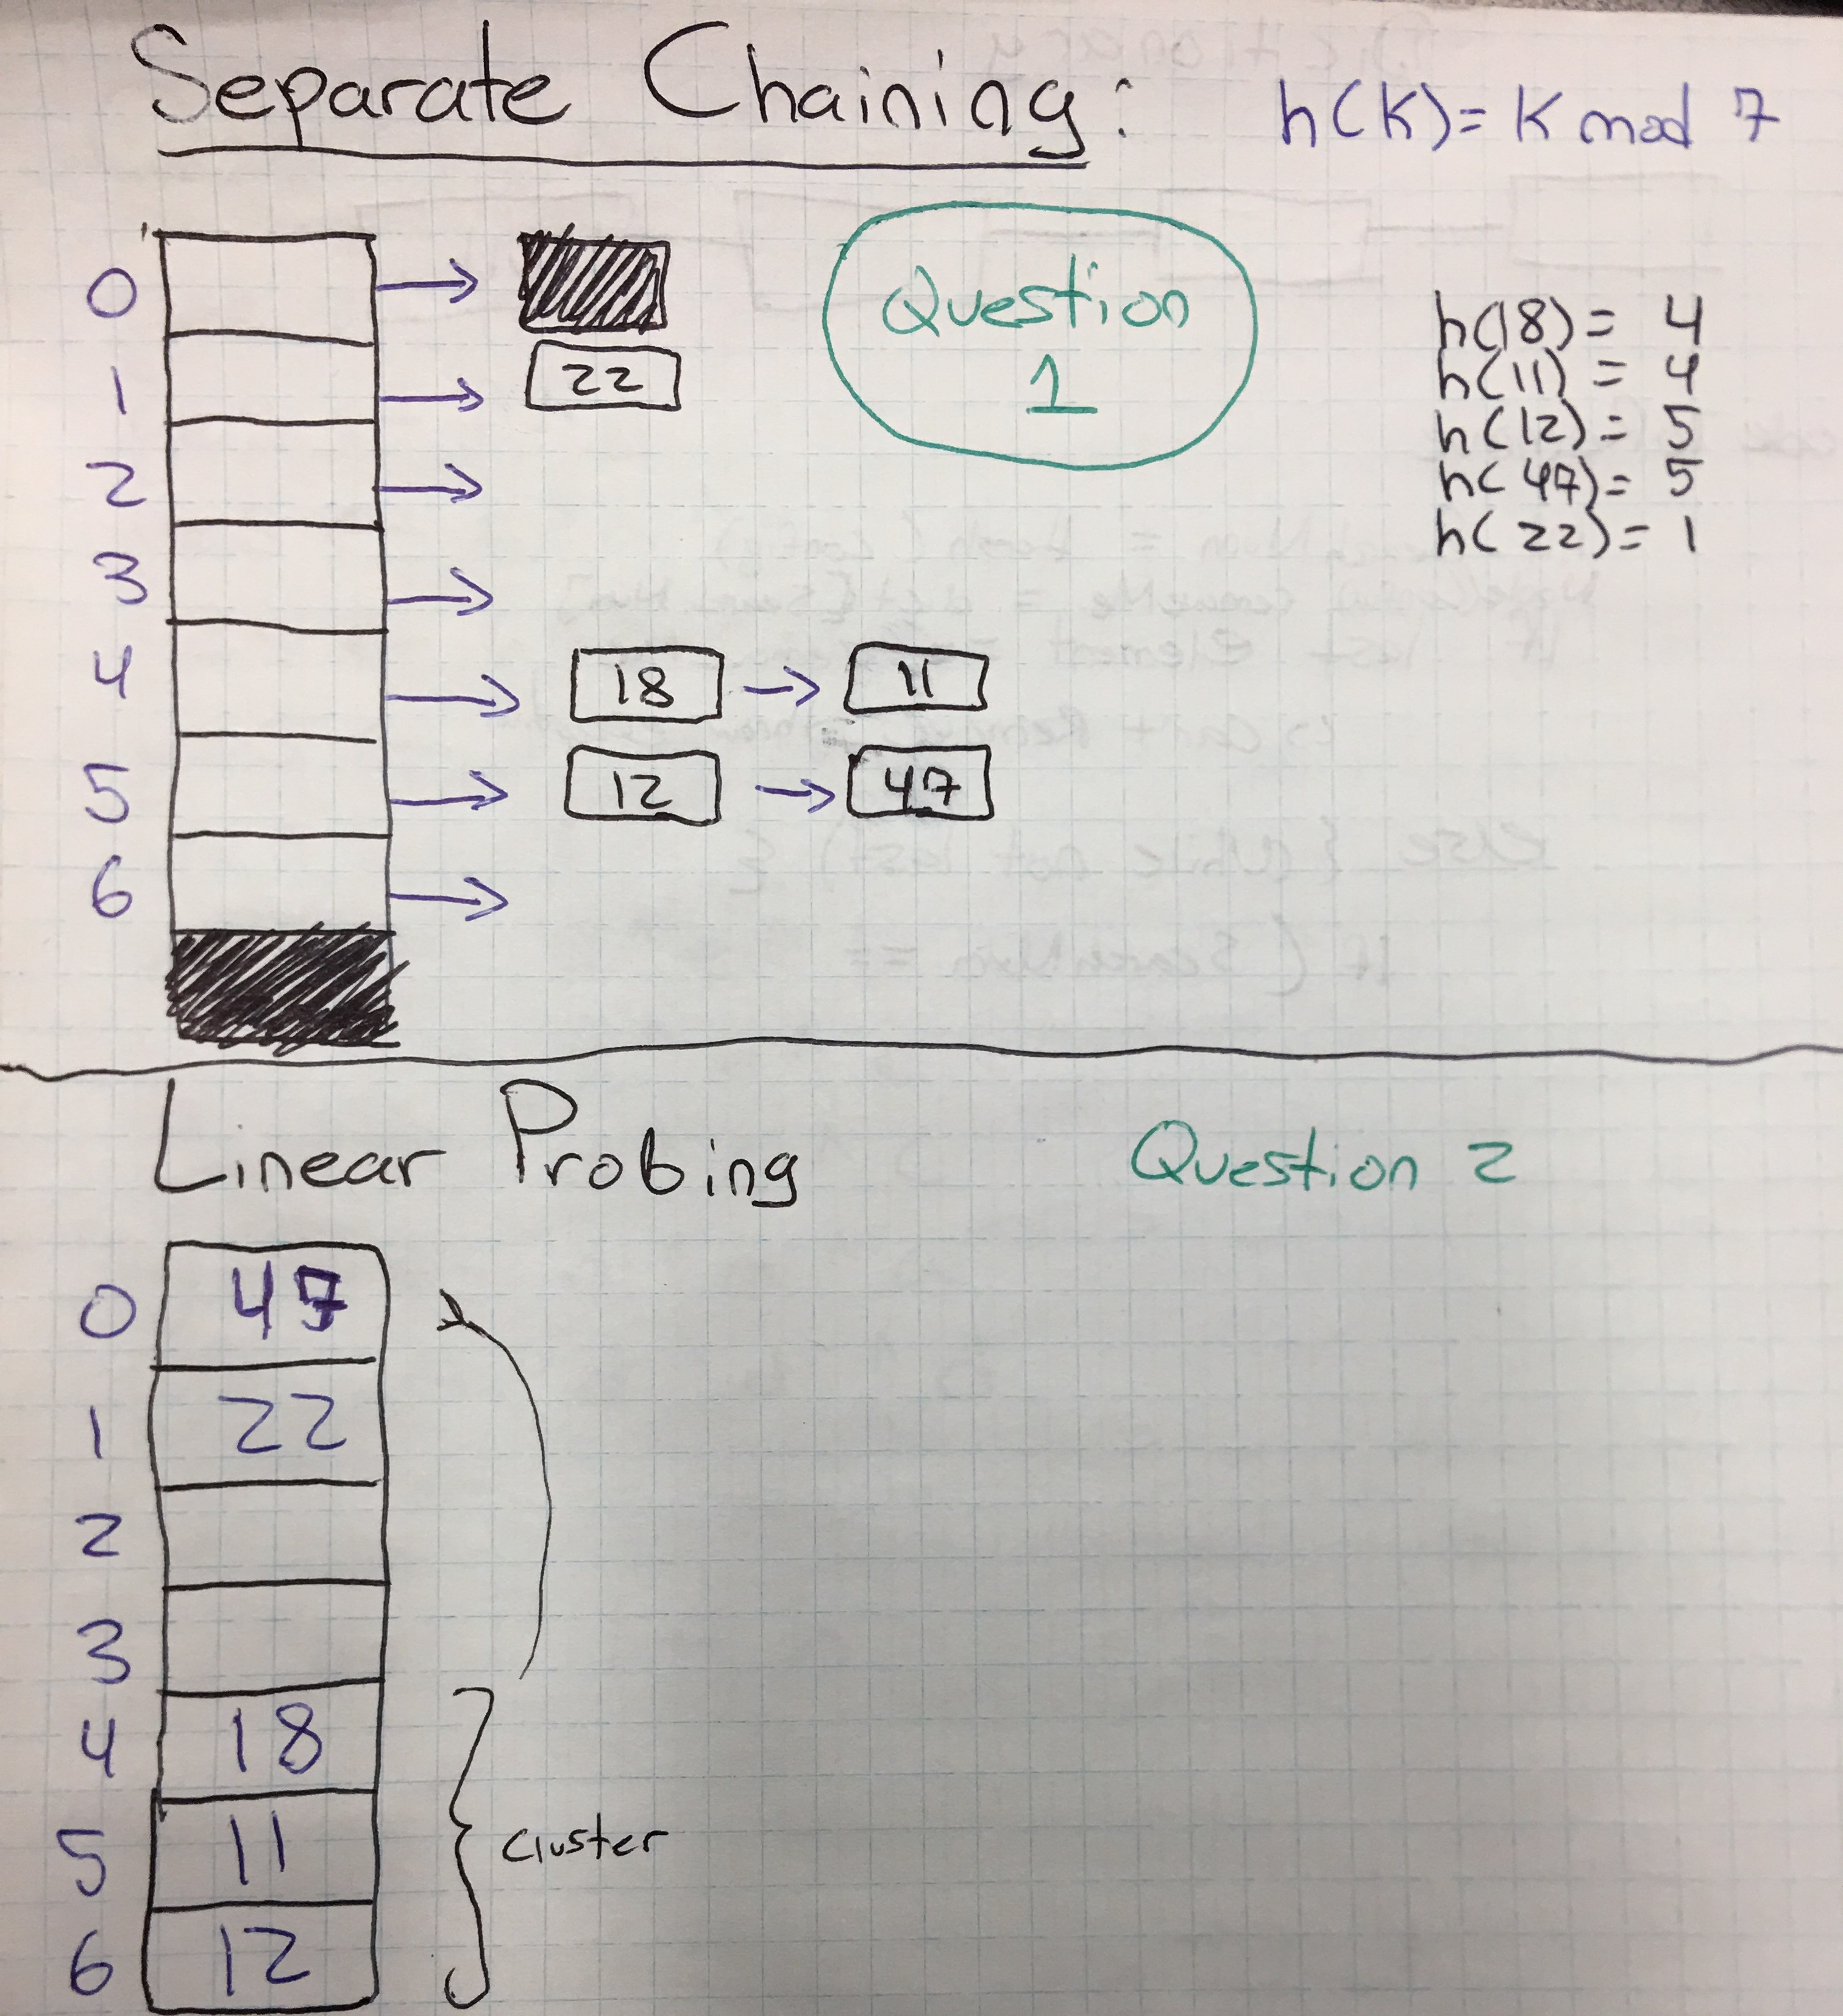 Separate Chaining:
h(K)= K mod 7
Question
1
h(18) = 4
h(11) = 4
h(12) = 5
h(47) = 5
h(22) = 1
0
1 22
2
3
4 18 11
5 12 47
6
Linear Probing
Question 2
0 47
1 22
2
3
4 18
5 11
cluster
6 12